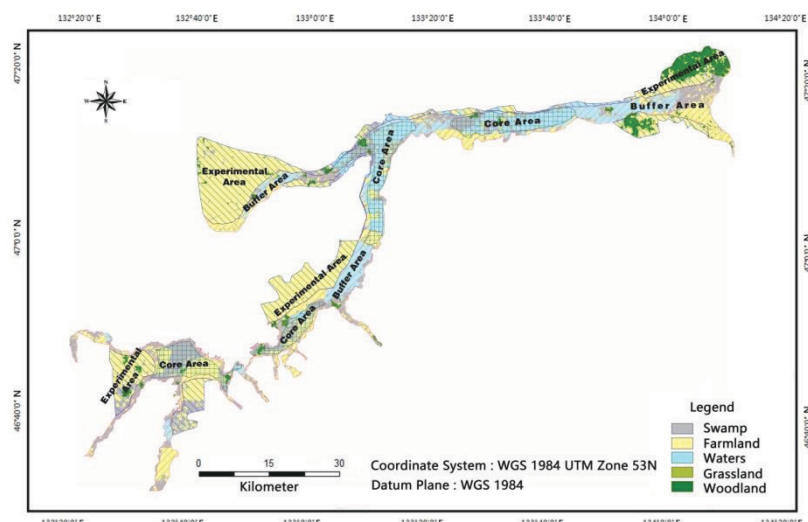 132°20'0" E 132°40'0" E 133°0'0" E 133°20'0" E 133°40'0" E 134°0'0" E 134°20'0" E
47°20'0" N
47°0'0" N
46°40'0" N
N
W E
S
Experimental Area
Buffer Area
Core Area
Core Area
Experimental
Area
Buffer Area
Experimental Area
Buffer Area
Core Area
Experimental
Area
Core Area
Legend
Swamp
Farmland
Waters
Grassland
Woodland
0 15 30
Kilometer
Coordinate System : WGS 1984 UTM Zone 53N
Datum Plane : WGS 1984